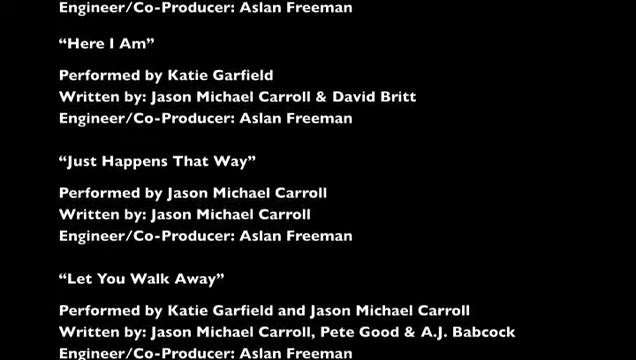 Engineer/Co-Producer: Aslan Freeman
“Here I Am”
Performed by Katie Garfield
Written by: Jason Michael Carroll & David Britt
Engineer/Co-Producer: Aslan Freeman
“Just Happens That Way”
Performed by Jason Michael Carroll
Written by: Jason Michael Carroll
Engineer/Co-Producer: Aslan Freeman
“Let You Walk Away”
Performed by Katie Garfield and Jason Michael Carroll
Written by: Jason Michael Carroll, Pete Good & A.J. Babcock
Engineer/Co-Producer: Aslan Freeman